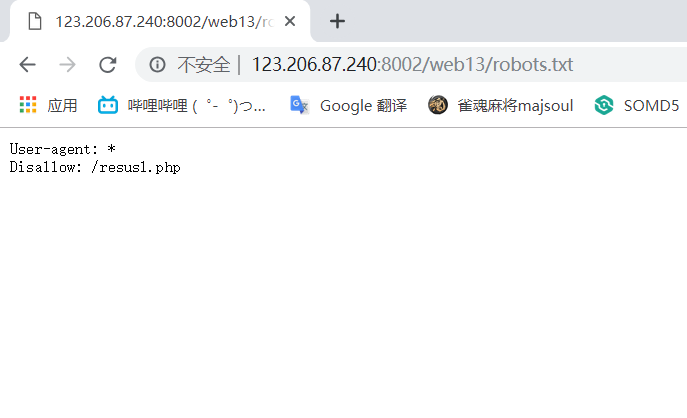 123.206.87.240:8002/web13/ro
不安全 | 123.206.87.240:8002/web13/robots.txt
应用 哔哩哔哩 (゜-゜)つ... Google 翻译 雀魂麻将majsoul SOMD5
User-agent: *
Disallow: /resusl.php